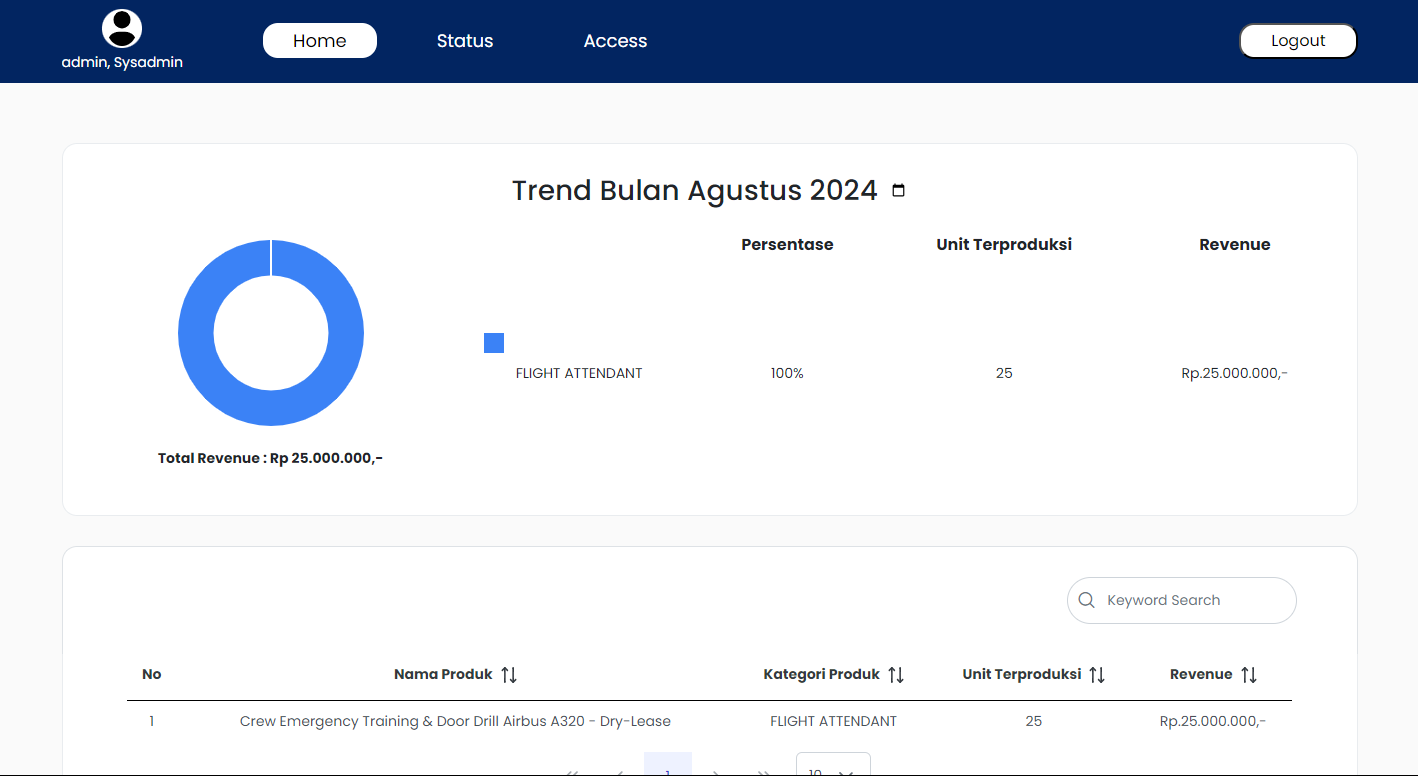 Home Status Access Logout
admin, Sysadmin
Trend Bulan Agustus 2024
Persentase Unit Terproduksi Revenue
FLIGHT ATTENDANT 100% 25 Rp.25.000.000,-
Total Revenue : Rp 25.000.000,-
Keyword Search
No Nama Produk Kategori Produk Unit Terproduksi Revenue
1 Crew Emergency Training & Door Drill Airbus A320 - Dry-Lease FLIGHT ATTENDANT 25 Rp.25.000.000,-
1 10